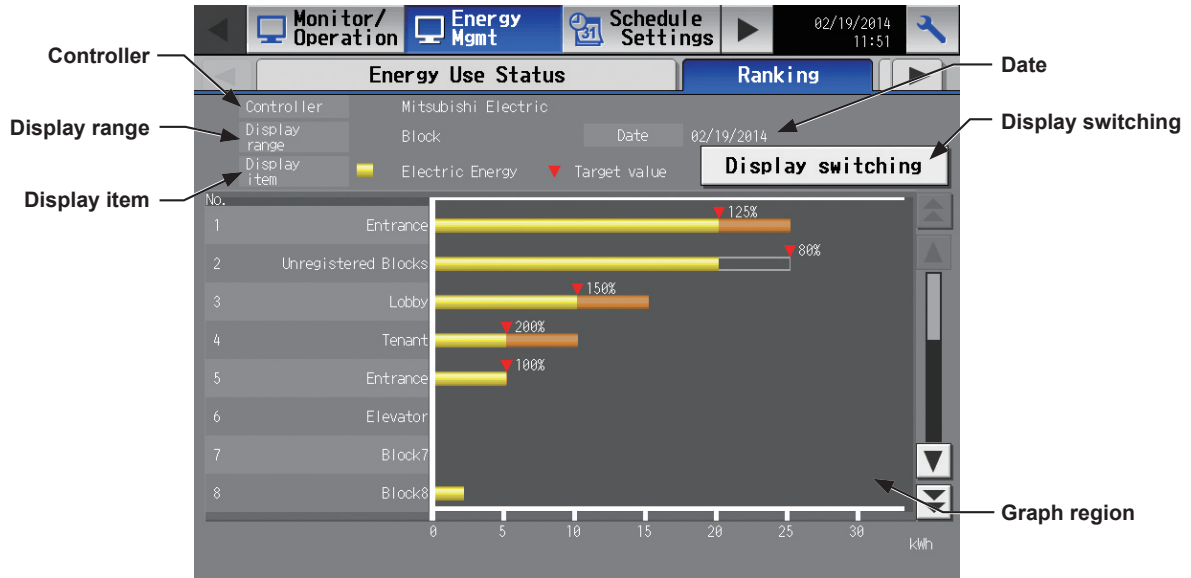 Monitor/
Operation
Energy
Mgmt
31
Schedule
Settings
02/19/2014
11:51
Controller
Energy Use Status
Ranking
Date
Controller
Mitsubishi Electric
Display range
Display
range
Block
Date
02/19/2014
Display switching
Display item
Display
item
Electric Energy
Target value
Display switching
No.
1 Entrance 125%
2 Unregistered Blocks 80%
3 Lobby 150%
4 Tenant 200%
5 Entrance 100%
6 Elevator
7 Block7
8 Block8
Graph region
0 5 10 15 20 25 30
kWh